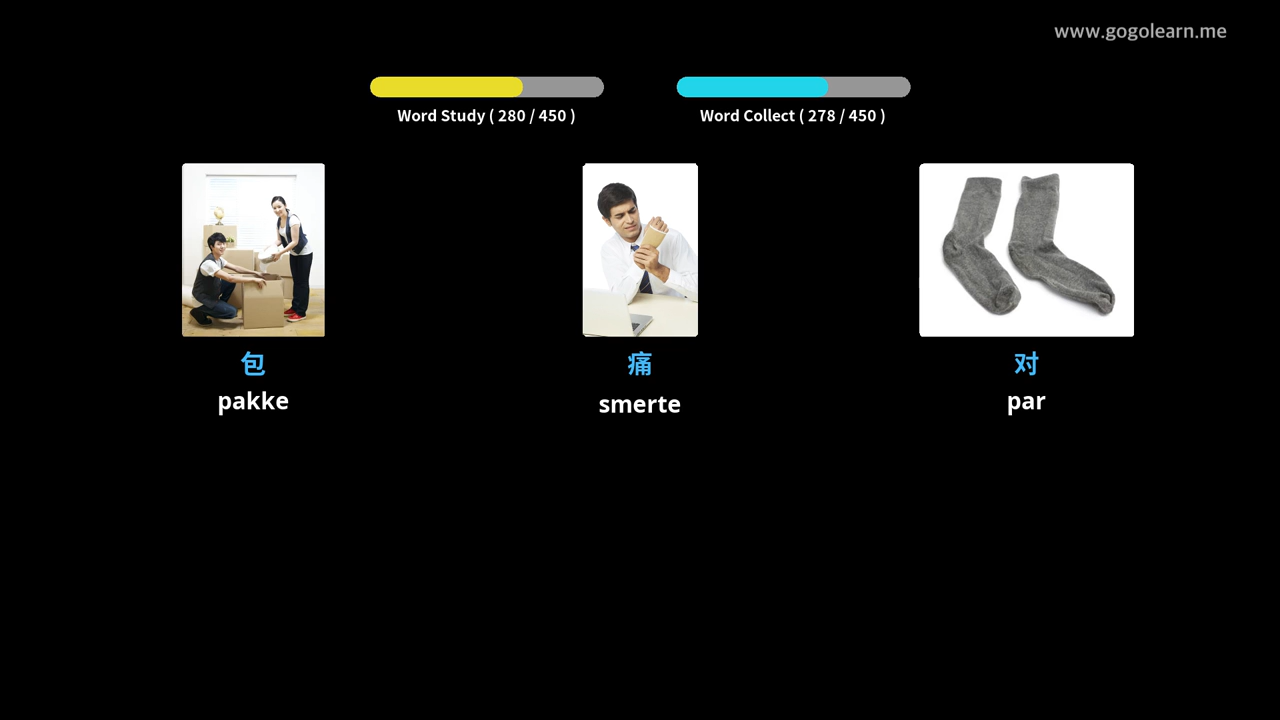 www.gogolearn.me
Word Study ( 280 / 450 )
Word Collect ( 278 / 450 )
包
pakke
痛
smerte
对
par